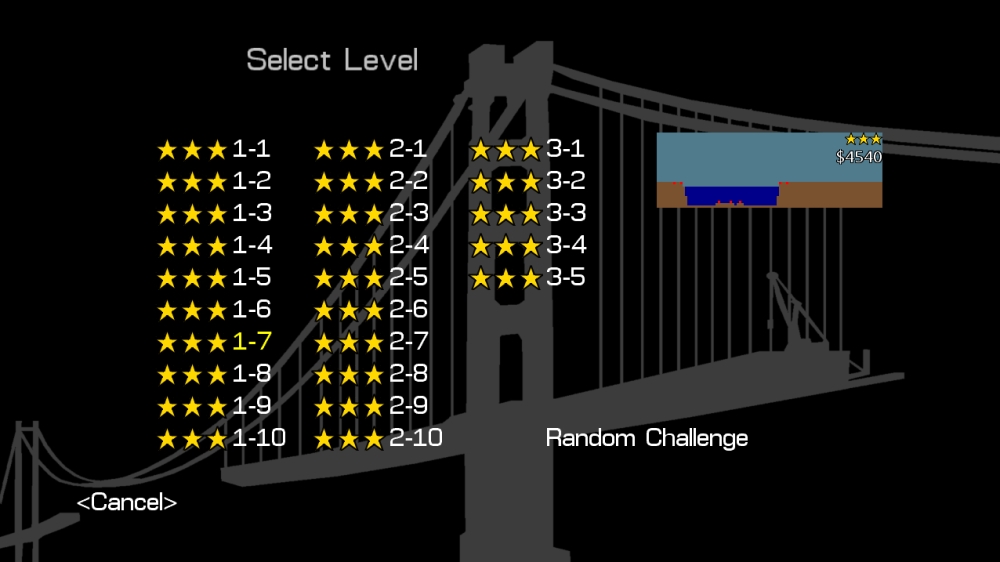 Select Level
1-1 2-1 3-1
$4540
1-2 2-2 3-2
1-3 2-3 3-3
1-4 2-4 3-4
1-5 2-5 3-5
1-6 2-6
1-7 2-7
1-8 2-8
1-9 2-9
1-10 2-10 Random Challenge
<Cancel>